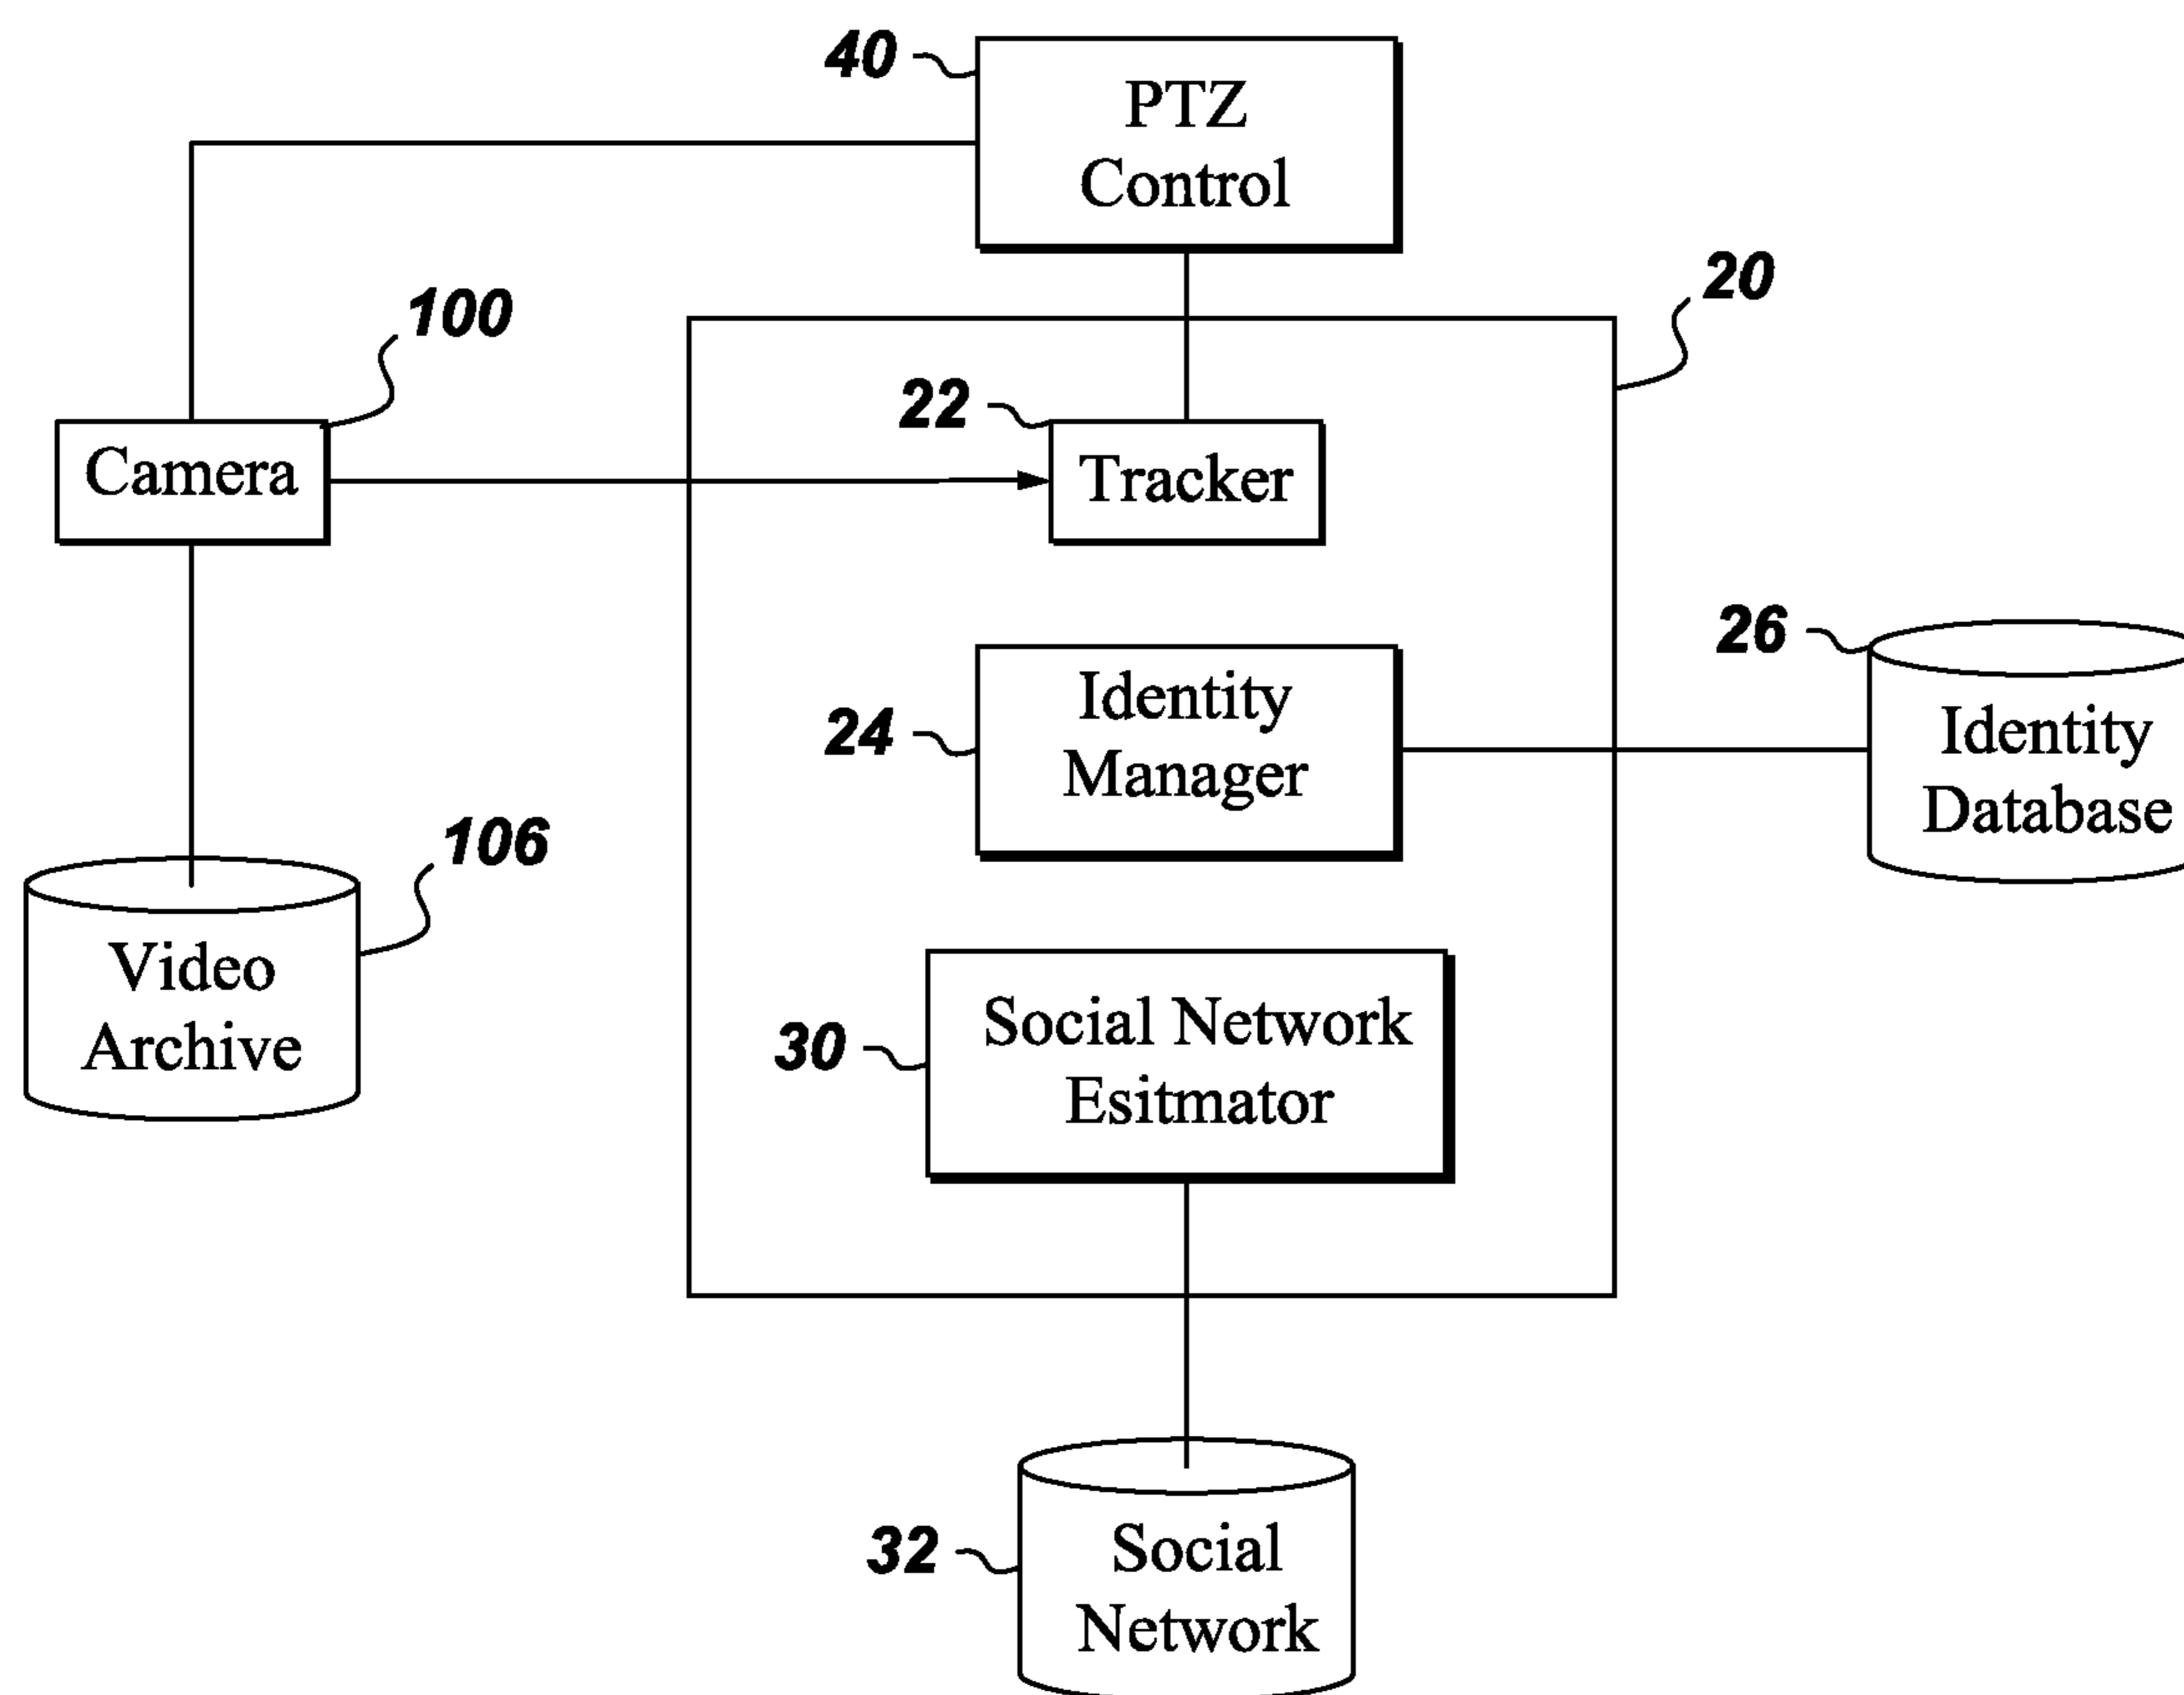 40
PTZ
Control
20
100
22
Camera
Tracker
26
Identity
Manager
24
Identity
Database
106
Video
Archive
Social Network
Esitmator
30
Social
Network
32